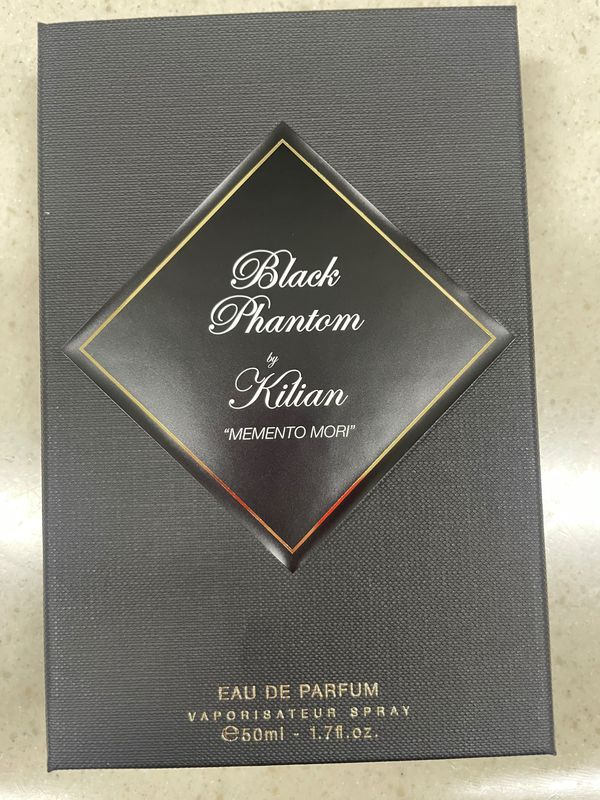 Black
Phantom
by
Kilian
“MEMENTO MORI”
EAU DE PARFUM
VAPORISATEUR SPRAY
℮50ml - 1.7fl.oz.